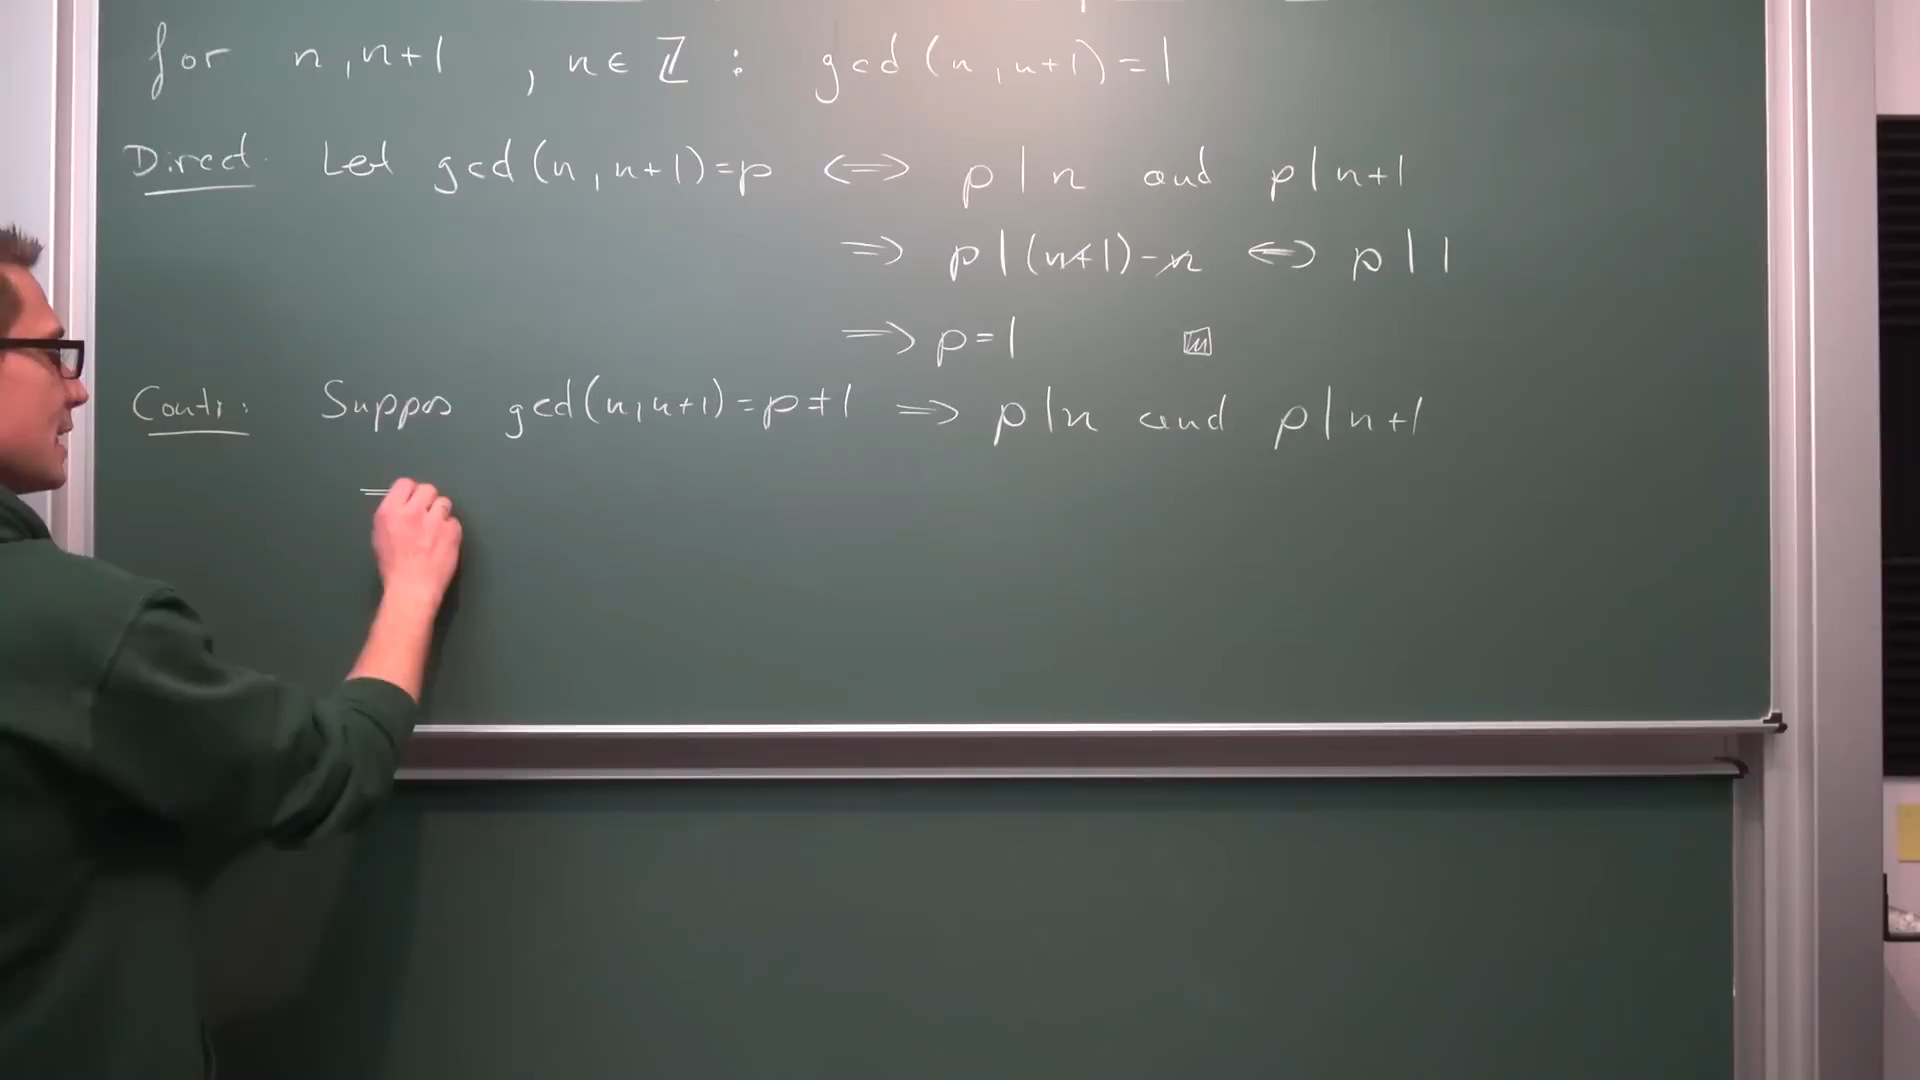 for n, n+1 , n ∈ ℤ : gcd(n, n+1) = 1
Direct. Let gcd(n, n+1) = p ⟺ p | n and p | n+1
⟹ p | (n+1) - n ⟺ p | 1
⟹ p = 1
Contr: Suppos gcd(n, n+1) = p ≠ 1 ⟹ p | n and p | n+1
=